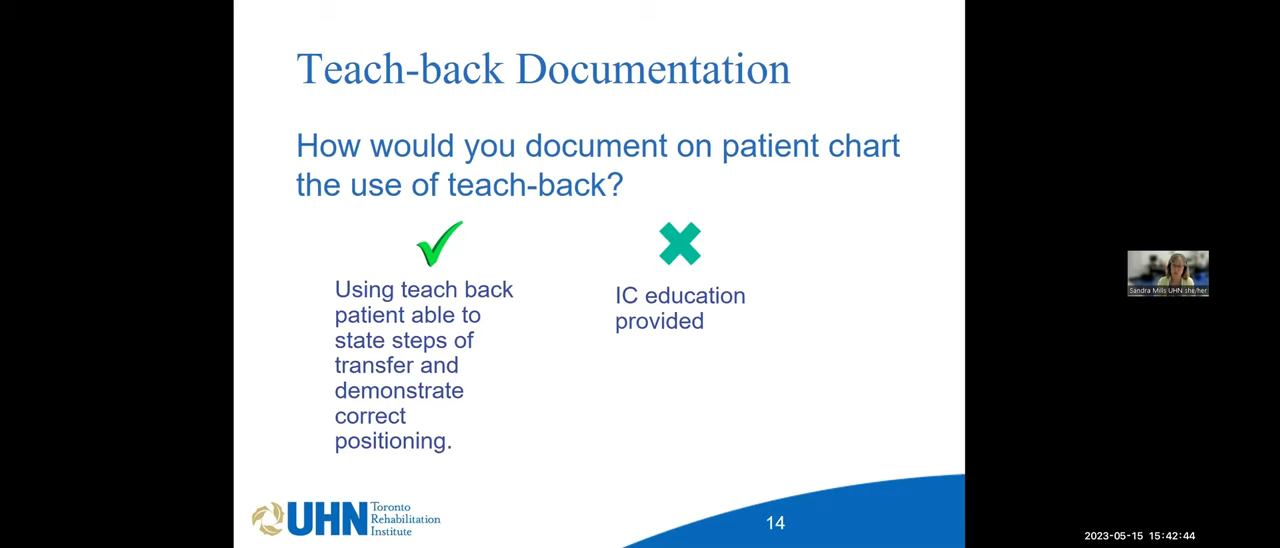 Teach-back Documentation
How would you document on patient chart
the use of teach-back?
Using teach back
patient able to
state steps of
transfer and
demonstrate
correct
positioning.
IC education
provided
UHN
Toronto
Rehabilitation
Institute
14
Sandra Mills UHN she/her
2023-05-15 15:42:44